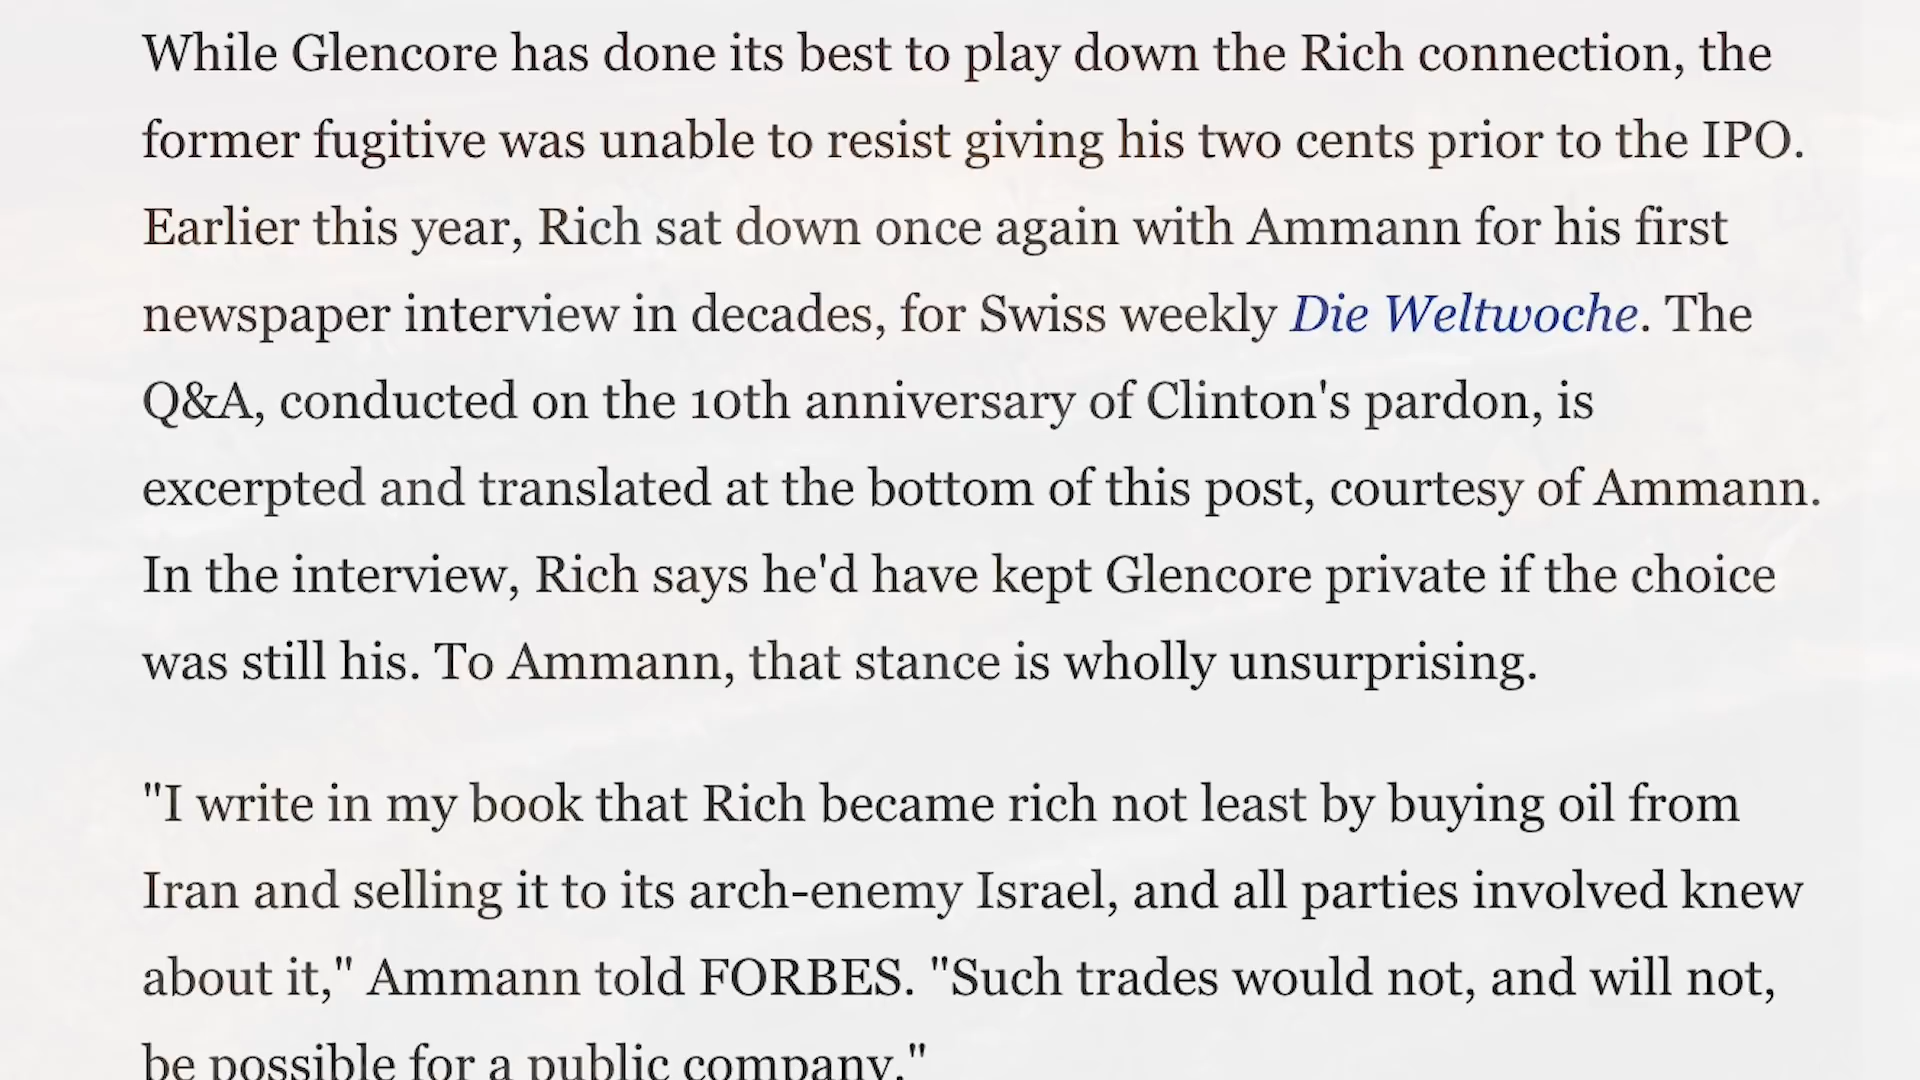 While Glencore has done its best to play down the Rich connection, the
former fugitive was unable to resist giving his two cents prior to the IPO.
Earlier this year, Rich sat down once again with Ammann for his first
newspaper interview in decades, for Swiss weekly Die Weltwoche. The
Q&A, conducted on the 10th anniversary of Clinton's pardon, is
excerpted and translated at the bottom of this post, courtesy of Ammann.
In the interview, Rich says he'd have kept Glencore private if the choice
was still his. To Ammann, that stance is wholly unsurprising.
"I write in my book that Rich became rich not least by buying oil from
Iran and selling it to its arch-enemy Israel, and all parties involved knew
about it," Ammann told FORBES. "Such trades would not, and will not,
be possible for a public company."